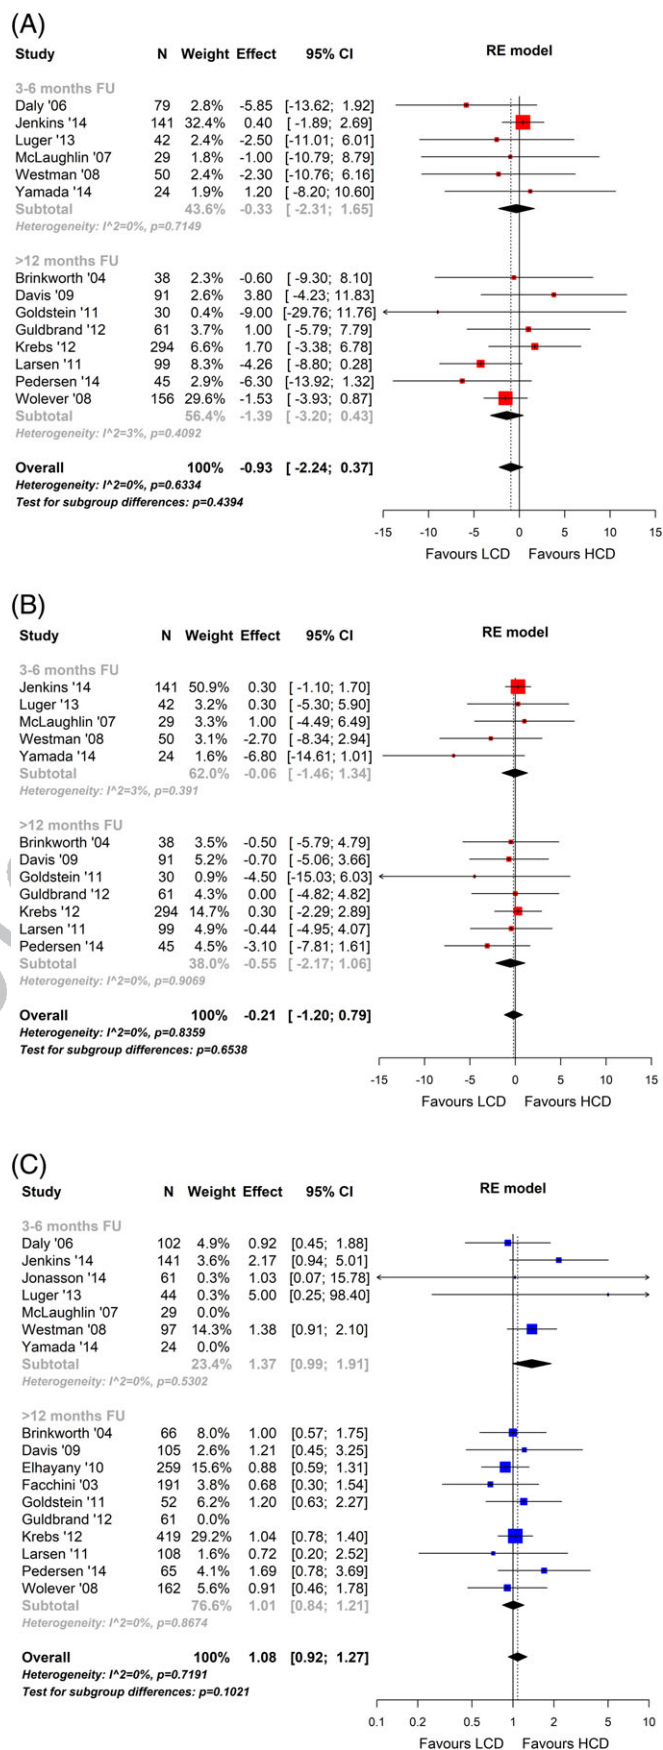 (A)
Study N Weight Effect 95% CI RE model
3-6 months FU
Daly '06 79 2.8% -5.85 [-13.62; 1.92]
Jenkins '14 141 32.4% 0.40 [ -1.89; 2.69]
Luger '13 42 2.4% -2.50 [-11.01; 6.01]
McLaughlin '07 29 1.8% -1.00 [-10.79; 8.79]
Westman '08 50 2.4% -2.30 [-10.76; 6.16]
Yamada '14 24 1.9% 1.20 [ -8.20; 10.60]
Subtotal 43.6% -0.33 [ -2.31; 1.65]
Heterogeneity: I^2=0%, p=0.7149
>12 months FU
Brinkworth '04 38 2.3% -0.60 [ -9.30; 8.10]
Davis '09 91 2.6% 3.80 [ -4.23; 11.83]
Goldstein '11 30 0.4% -9.00 [-29.76; 11.76]
Guldbrand '12 61 3.7% 1.00 [ -5.79; 7.79]
Krebs '12 294 6.6% 1.70 [ -3.38; 6.78]
Larsen '11 99 8.3% -4.26 [ -8.80; 0.28]
Pedersen '14 45 2.9% -6.30 [-13.92; 1.32]
Wolever '08 156 29.6% -1.53 [ -3.93; 0.87]
Subtotal 56.4% -1.39 [ -3.20; 0.43]
Heterogeneity: I^2=3%, p=0.4092
Overall 100% -0.93 [ -2.24; 0.37]
Heterogeneity: I^2=0%, p=0.6334
Test for subgroup differences: p=0.4394
-15 -10 -5 0 5 10 15
Favours LCD Favours HCD
(B)
Study N Weight Effect 95% CI RE model
3-6 months FU
Jenkins '14 141 50.9% 0.30 [ -1.10; 1.70]
Luger '13 42 3.2% 0.30 [ -5.30; 5.90]
McLaughlin '07 29 3.3% 1.00 [ -4.49; 6.49]
Westman '08 50 3.1% -2.70 [ -8.34; 2.94]
Yamada '14 24 1.6% -6.80 [-14.61; 1.01]
Subtotal 62.0% -0.06 [ -1.46; 1.34]
Heterogeneity: I^2=3%, p=0.391
>12 months FU
Brinkworth '04 38 3.5% -0.50 [ -5.79; 4.79]
Davis '09 91 5.2% -0.70 [ -5.06; 3.66]
Goldstein '11 30 0.9% -4.50 [-15.03; 6.03]
Guldbrand '12 61 4.3% 0.00 [ -4.82; 4.82]
Krebs '12 294 14.7% 0.30 [ -2.29; 2.89]
Larsen '11 99 4.9% -0.44 [ -4.95; 4.07]
Pedersen '14 45 4.5% -3.10 [ -7.81; 1.61]
Subtotal 38.0% -0.55 [ -2.17; 1.06]
Heterogeneity: I^2=0%, p=0.9069
Overall 100% -0.21 [ -1.20; 0.79]
Heterogeneity: I^2=0%, p=0.8359
Test for subgroup differences: p=0.6538
-15 -10 -5 0 5 10 15
Favours LCD Favours HCD
(C)
Study N Weight Effect 95% CI RE model
3-6 months FU
Daly '06 102 4.9% 0.92 [0.45; 1.88]
Jenkins '14 141 3.6% 2.17 [0.94; 5.01]
Jonasson '14 61 0.3% 1.03 [0.07; 15.78]
Luger '13 44 0.3% 5.00 [0.25; 98.40]
McLaughlin '07 29 0.0%
Westman '08 97 14.3% 1.38 [0.91; 2.10]
Yamada '14 24 0.0%
Subtotal 23.4% 1.37 [0.99; 1.91]
Heterogeneity: I^2=0%, p=0.5302
>12 months FU
Brinkworth '04 66 8.0% 1.00 [0.57; 1.75]
Davis '09 105 2.6% 1.21 [0.45; 3.25]
Elhayany '10 259 15.6% 0.88 [0.59; 1.31]
Facchini '03 191 3.8% 0.68 [0.30; 1.54]
Goldstein '11 52 6.2% 1.20 [0.63; 2.27]
Guldbrand '12 61 0.0%
Krebs '12 419 29.2% 1.04 [0.78; 1.40]
Larsen '11 108 1.6% 0.72 [0.20; 2.52]
Pedersen '14 65 4.1% 1.69 [0.78; 3.69]
Wolever '08 162 5.6% 0.91 [0.46; 1.78]
Subtotal 76.6% 1.01 [0.84; 1.21]
Heterogeneity: I^2=0%, p=0.8674
Overall 100% 1.08 [0.92; 1.27]
Heterogeneity: I^2=0%, p=0.7191
Test for subgroup differences: p=0.1021
0.1 0.2 0.5 1 2 5 10
Favours LCD Favours HCD